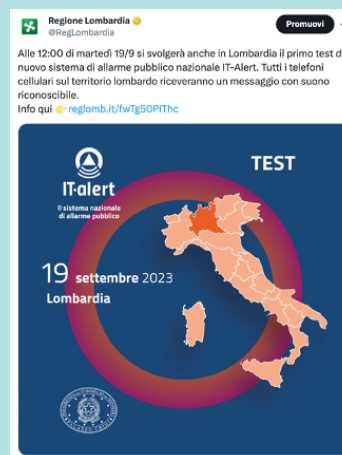 Regione Lombardia
@RegLombardia
Promuovi
Alle 12:00 di martedì 19/9 si svolgerà anche in Lombardia il primo test d
nuovo sistema di allarme pubblico nazionale IT-Alert. Tutti i telefoni
cellulari sul territorio lombardo riceveranno un messaggio con suono
riconoscibile.
Info qui 👉 reglomb.it/fwTg50PIThc
TEST
IT-alert
Il sistema nazionale
di allarme pubblico
19 settembre 2023
Lombardia